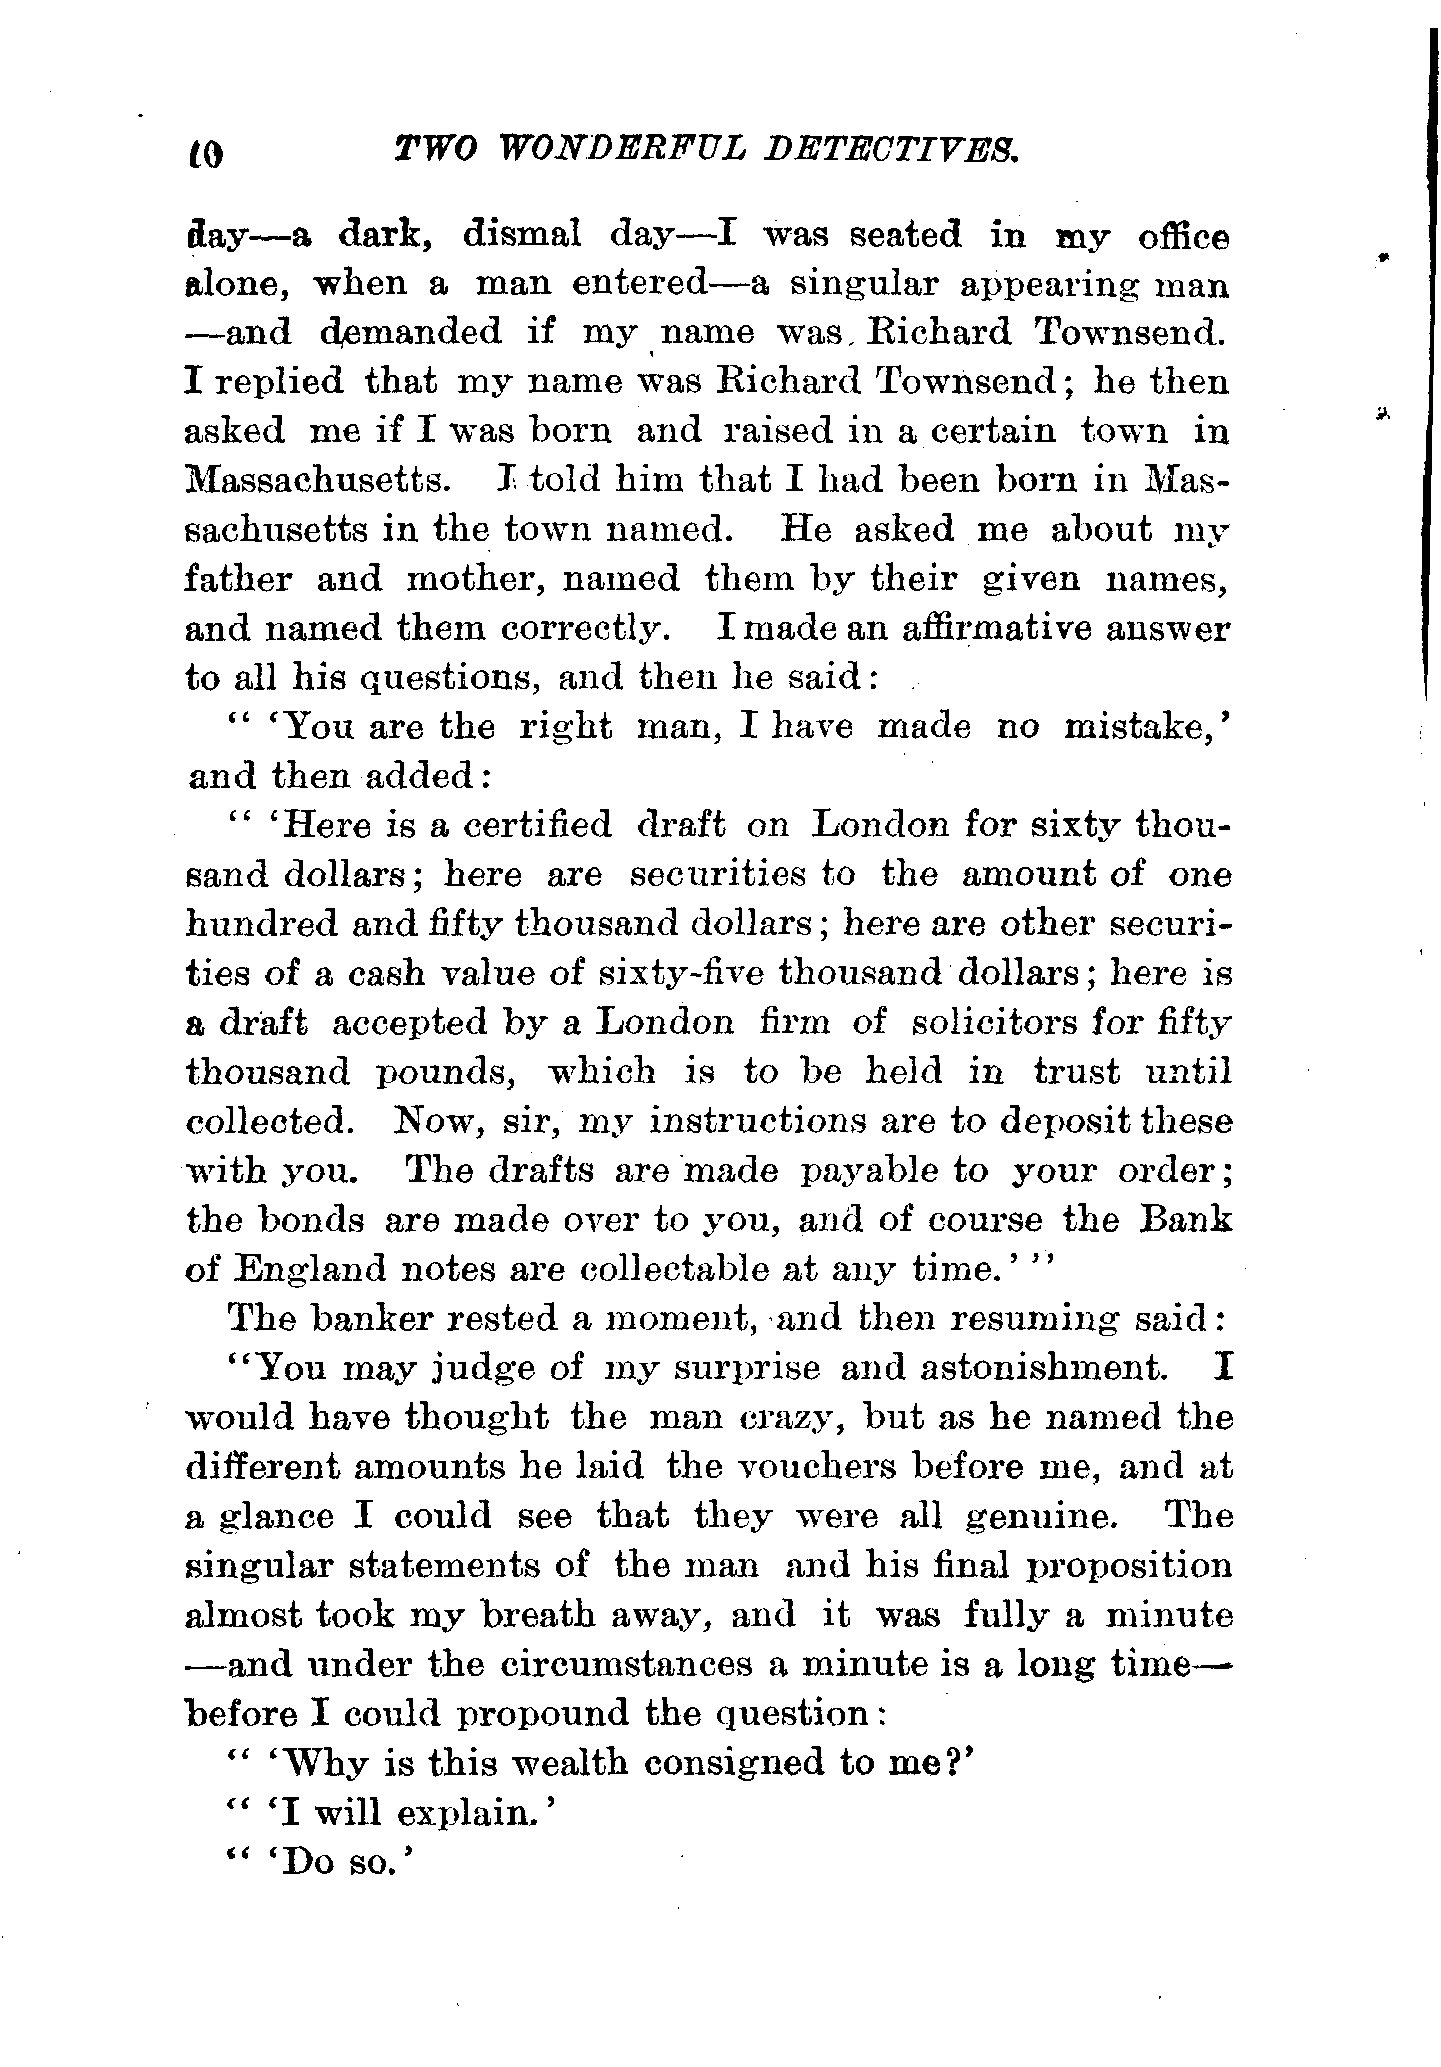 10 TWO WONDERFUL DETECTIVES.
day—a dark, dismal day—I was seated in my office
alone, when a man entered—a singular appearing man
—and demanded if my name was Richard Townsend.
I replied that my name was Richard Townsend; he then
asked me if I was born and raised in a certain town in
Massachusetts. I told him that I had been born in Mas-
sachusetts in the town named. He asked me about my
father and mother, named them by their given names,
and named them correctly. I made an affirmative answer
to all his questions, and then he said:
“ ‘You are the right man, I have made no mistake,’
and then added:
“ ‘Here is a certified draft on London for sixty thou-
sand dollars; here are securities to the amount of one
hundred and fifty thousand dollars; here are other securi-
ties of a cash value of sixty-five thousand dollars; here is
a draft accepted by a London firm of solicitors for fifty
thousand pounds, which is to be held in trust until
collected. Now, sir, my instructions are to deposit these
with you. The drafts are made payable to your order;
the bonds are made over to you, and of course the Bank
of England notes are collectable at any time.’ ”
The banker rested a moment, and then resuming said:
“You may judge of my surprise and astonishment. I
would have thought the man crazy, but as he named the
different amounts he laid the vouchers before me, and at
a glance I could see that they were all genuine. The
singular statements of the man and his final proposition
almost took my breath away, and it was fully a minute
—and under the circumstances a minute is a long time—
before I could propound the question:
“ ‘Why is this wealth consigned to me?’
“ ‘I will explain.’
“ ‘Do so.’